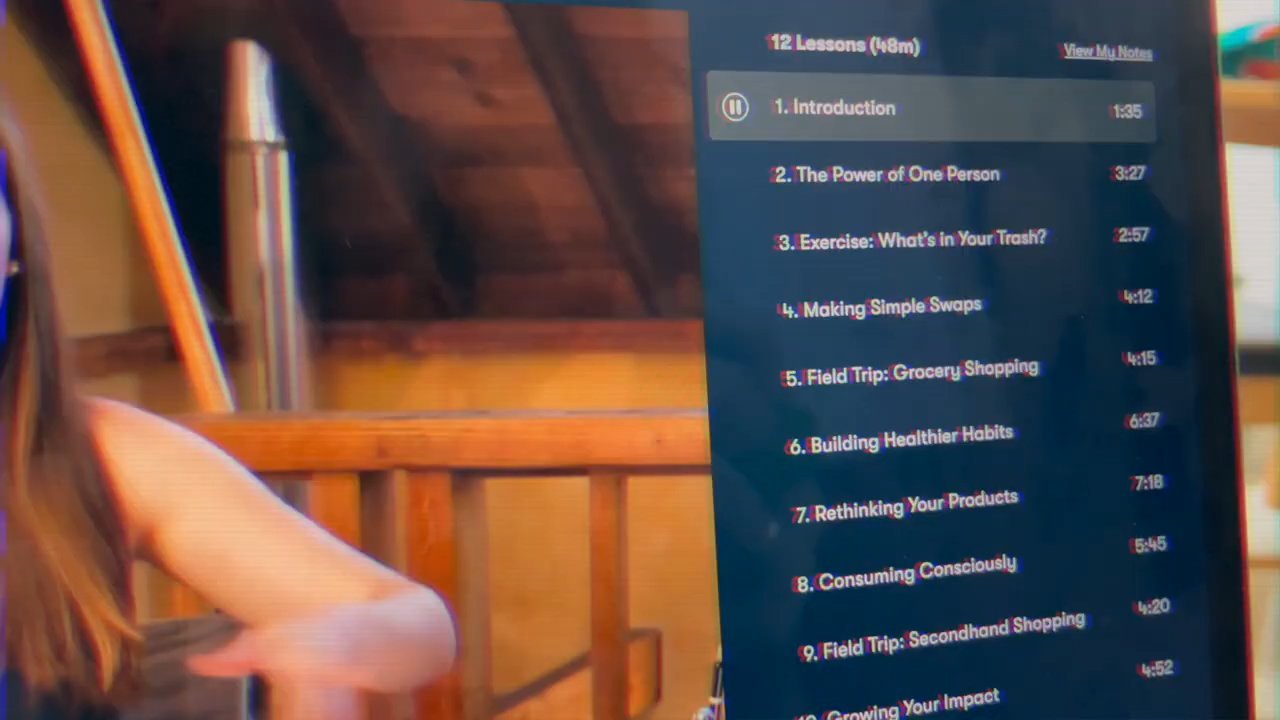 12 Lessons (48m)
View My Notes
1. Introduction
1:35
2. The Power of One Person
3:27
3. Exercise: What's in Your Trash?
2:57
4. Making Simple Swaps
4:12
5. Field Trip: Grocery Shopping
4:15
6. Building Healthier Habits
6:37
7. Rethinking Your Products
7:18
8. Consuming Consciously
5:45
9. Field Trip: Secondhand Shopping
4:20
10. Growing Your Impact
4:52